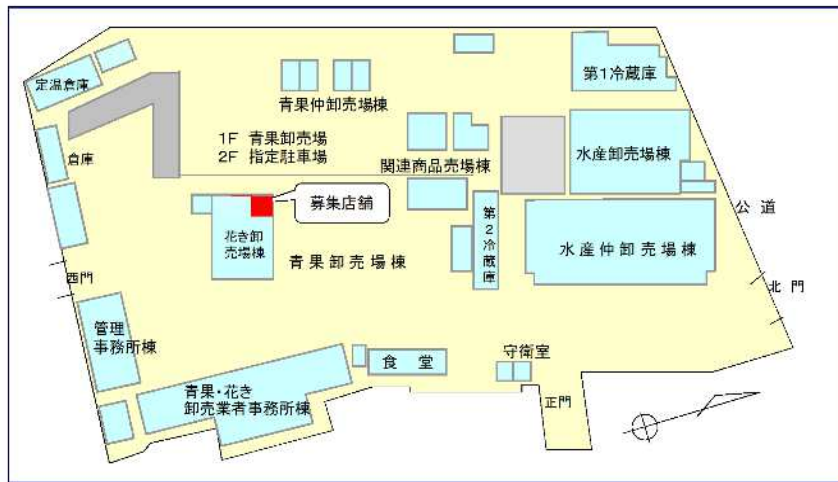 定温倉庫
青果仲卸売場棟
第1冷蔵庫
1F 青果卸売場
2F 指定駐車場
倉庫
関連商品売場棟
水産卸売場棟
募集店舗
花き卸
売場棟
青果卸売場棟
第2冷蔵庫
水産仲卸売場棟
公道
西門
北門
管理
事務所棟
食堂
守衛室
青果・花き
卸売業者事務所棟
正門